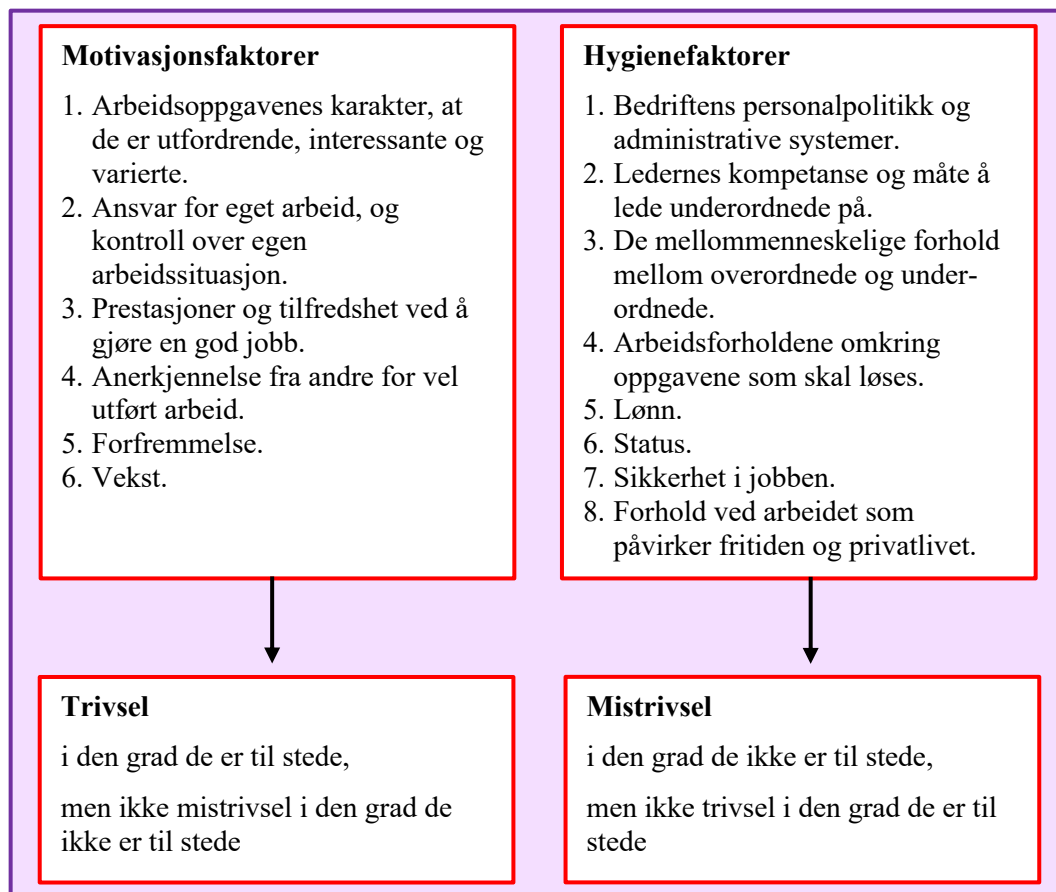 Motivasjonsfaktorer
1. Arbeidsoppgavenes karakter, at
de er utfordrende, interessante og
varierte.
2. Ansvar for eget arbeid, og
kontroll over egen
arbeidssituasjon.
3. Prestasjoner og tilfredshet ved å
gjøre en god jobb.
4. Anerkjennelse fra andre for vel
utført arbeid.
5. Forfremmelse.
6. Vekst.
Hygienefaktorer
1. Bedriftens personalpolitikk og
administrative systemer.
2. Ledernes kompetanse og måte å
lede underordnede på.
3. De mellommenneskelige forhold
mellom overordnede og under-
ordnede.
4. Arbeidsforholdene omkring
oppgavene som skal løses.
5. Lønn.
6. Status.
7. Sikkerhet i jobben.
8. Forhold ved arbeidet som
påvirker fritiden og privatlivet.
Trivsel
i den grad de er til stede,
men ikke mistrivsel i den grad de
ikke er til stede
Mistrivsel
i den grad de ikke er til stede,
men ikke trivsel i den grad de er til
stede